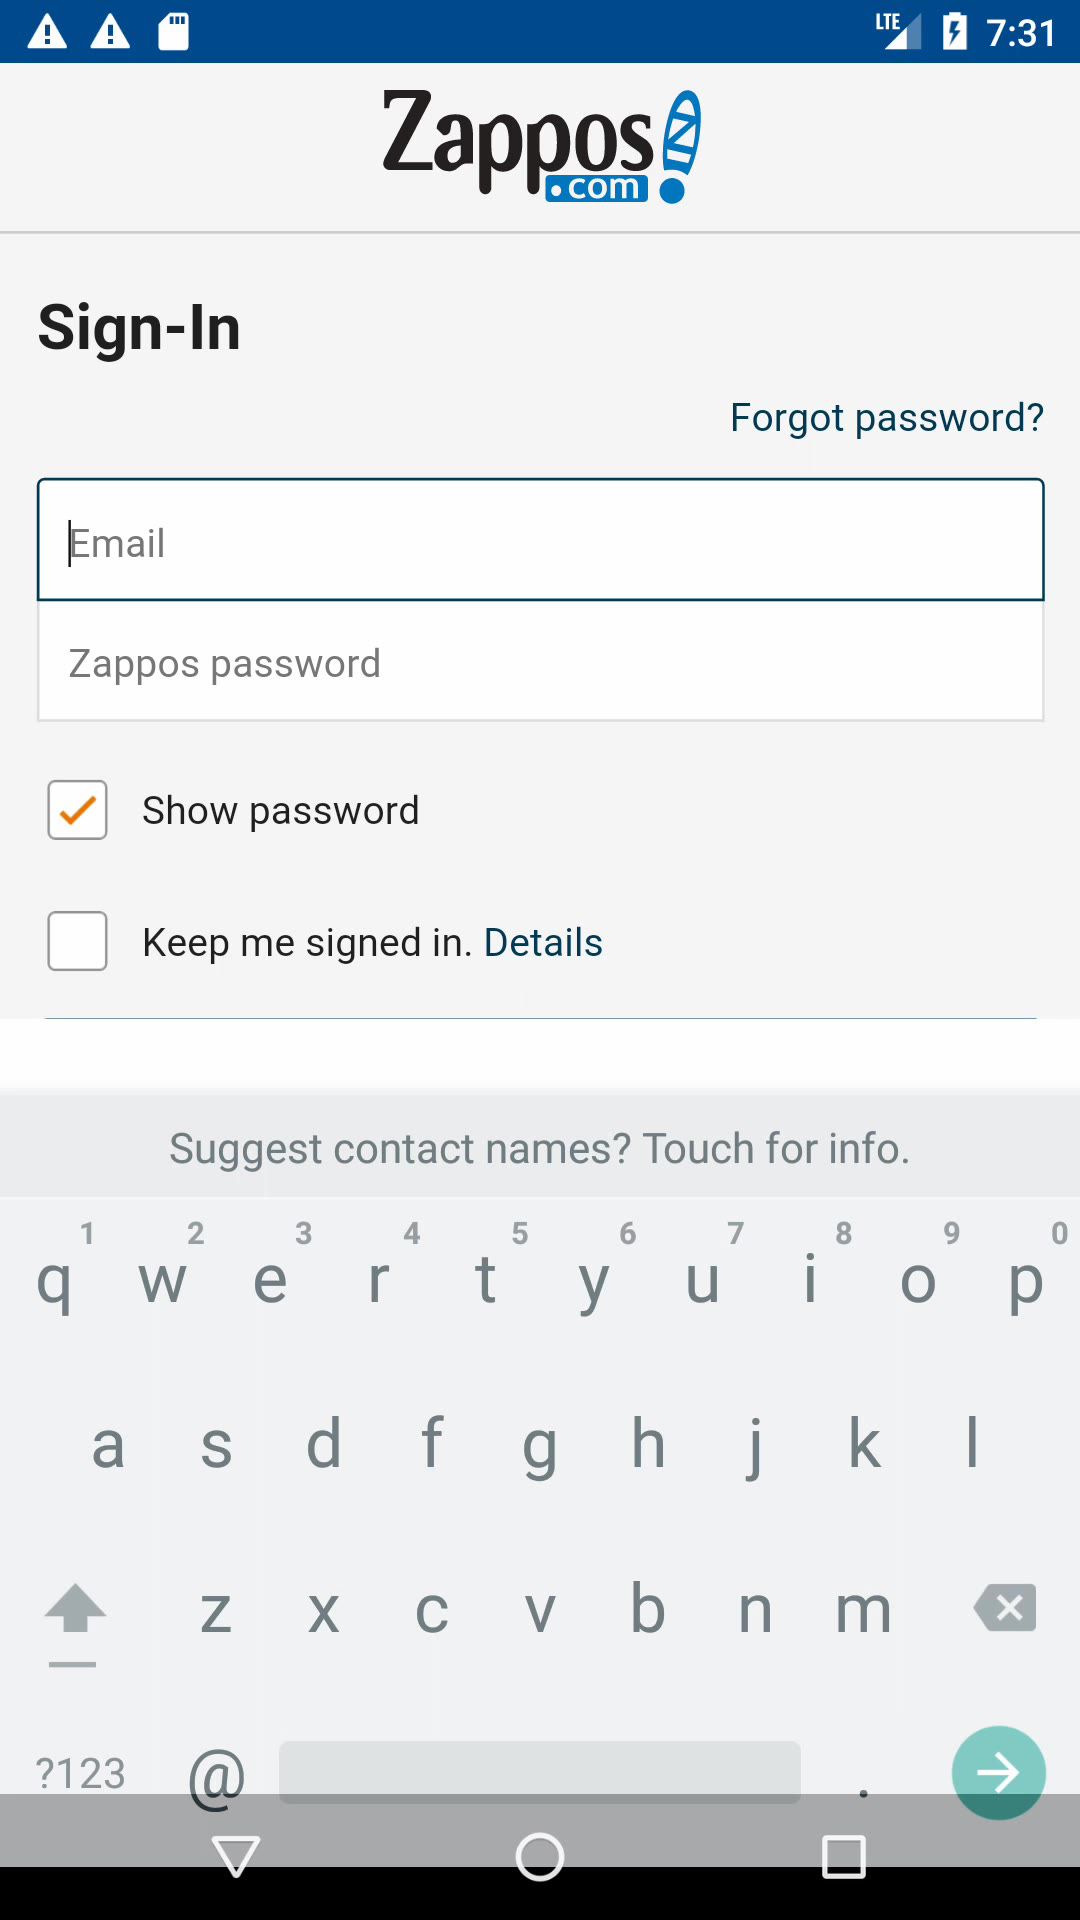 LTE 7:31
Zappos
.com
Sign-In
Forgot password?
Email
Zappos password
Show password
Keep me signed in. Details
Suggest contact names? Touch for info.
1 2 3 4 5 6 7 8 9 0
q w e r t y u i o p
a s d f g h j k l
z x c v b n m
?123 @ .